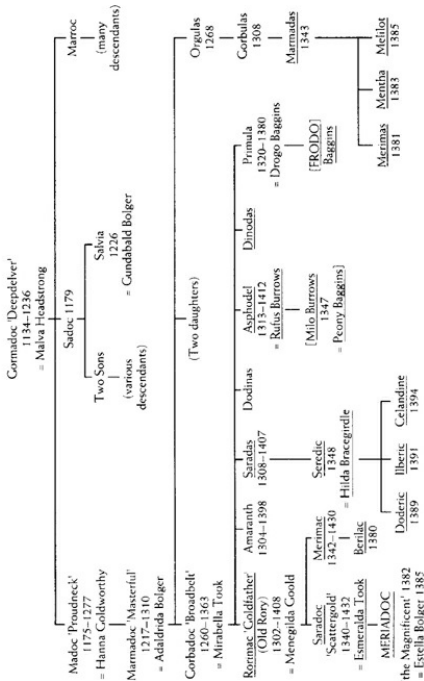 Gormadoc 'Deepdelver'
1134–1236
= Malva Headstrong
Madoc 'Proudneck'
1175–1277
= Hanna Goldworthy
Sadoc 1179
Marroc
(many
descendants)
Two Sons
(various
descendants)
Salvia
1226
= Gundabald Bolger
Marmadoc 'Masterful'
1217–1310
= Adaldrida Bolger
Gorbadoc 'Broadbelt'
1260–1363
= Mirabella Took
(Two daughters)
Orgulas
1268
Gorbulas
1308
Marmadas
1343
Rorimac 'Goldfather'
(Old Rory)
1302–1408
= Menegilda Goold
Amaranth
1304–1398
Saradas
1308–1407
Dodinas
Asphodel
1313–1412
= Rufus Burrows
Dinodas
Primula
1320–1380
= Drogo Baggins
Saradoc
'Scattergold'
1340–1432
= Esmeralda Took
Merimac
1342–1430
Berilac
1380
Seredic
1348
= Hilda Bracegirdle
[Milo Burrows
1347
= Peony Baggins]
[FRODO]
Baggins
MERIADOC
the Magnificent' 1382
= Estella Bolger 1385
Doderic
1389
Ilberic
1391
Celandine
1394
Merimas
1381
Mentha
1383
Melilot
1385